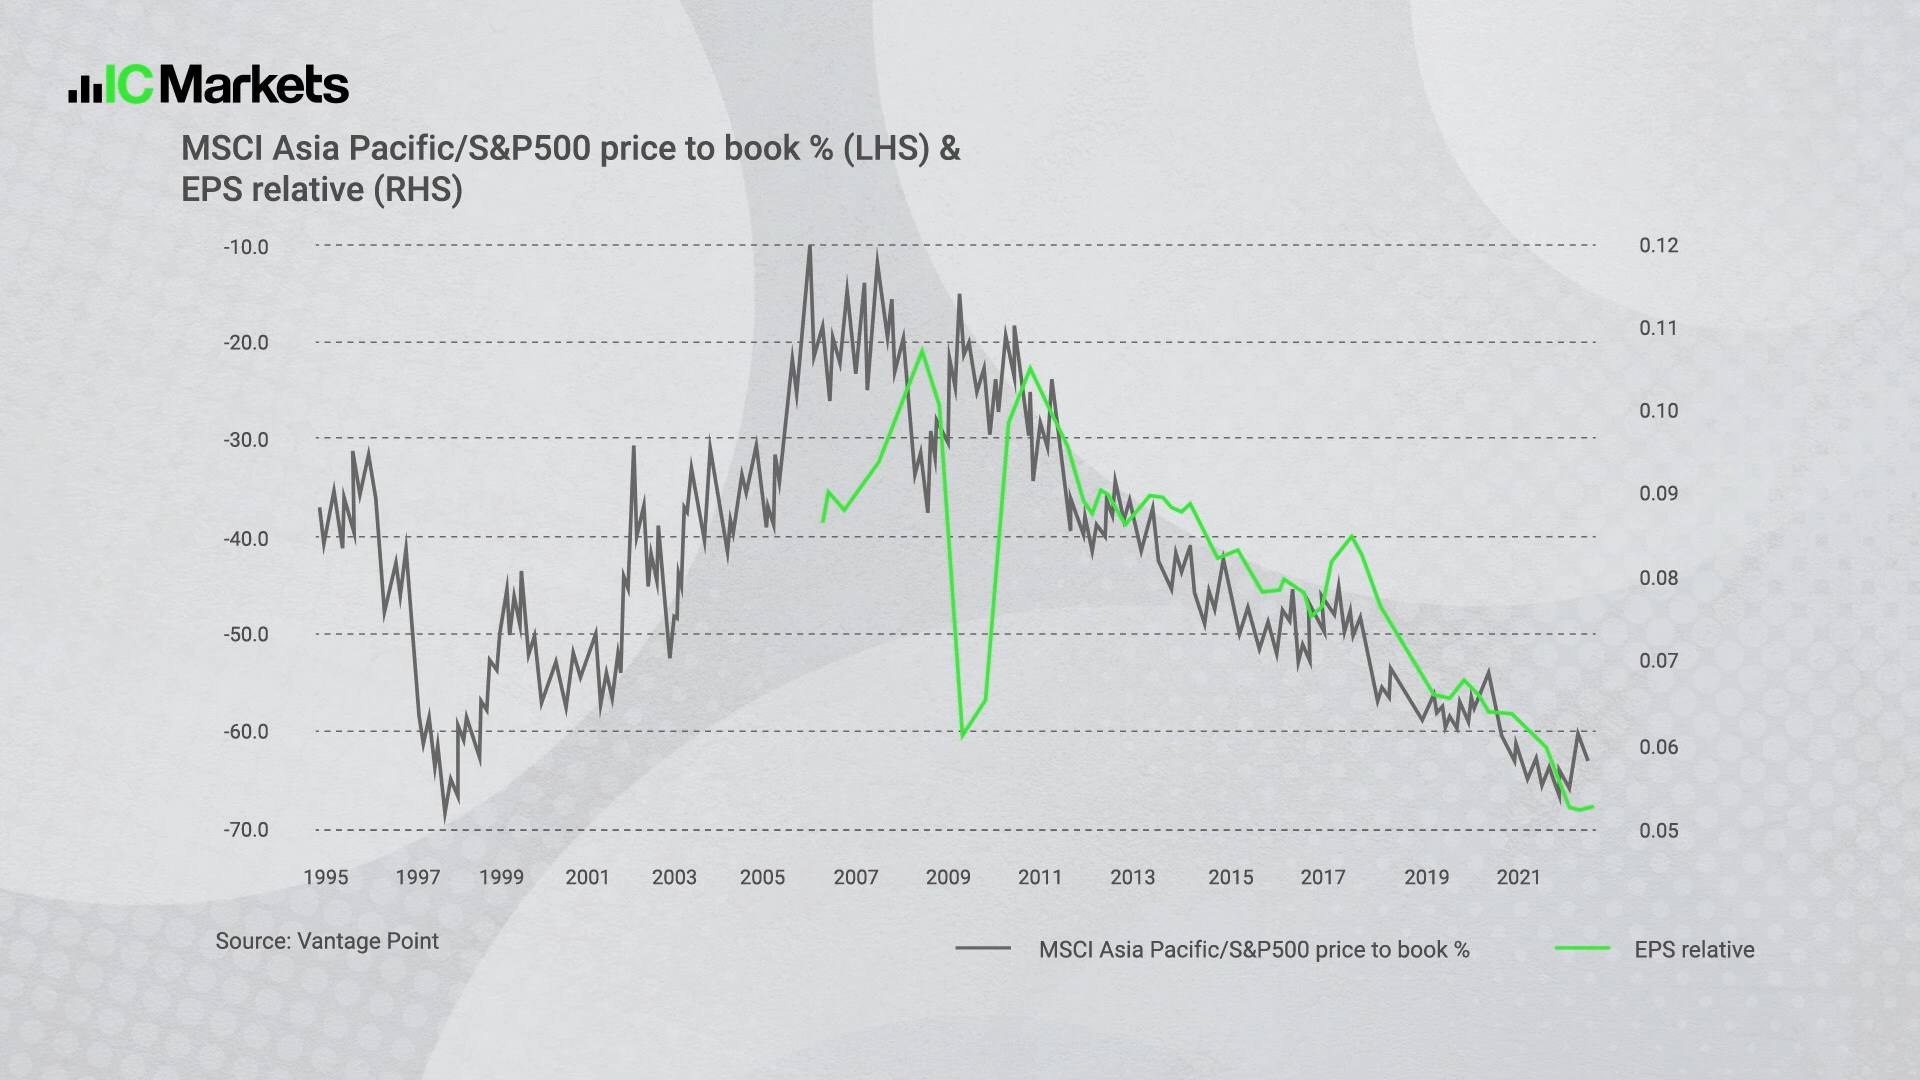 IC Markets
MSCI Asia Pacific/S&P500 price to book % (LHS) &
EPS relative (RHS)
-10.0
-20.0
-30.0
-40.0
-50.0
-60.0
-70.0
0.12
0.11
0.10
0.09
0.08
0.07
0.06
0.05
1995 1997 1999 2001 2003 2005 2007 2009 2011 2013 2015 2017 2019 2021
Source: Vantage Point
MSCI Asia Pacific/S&P500 price to book %
EPS relative